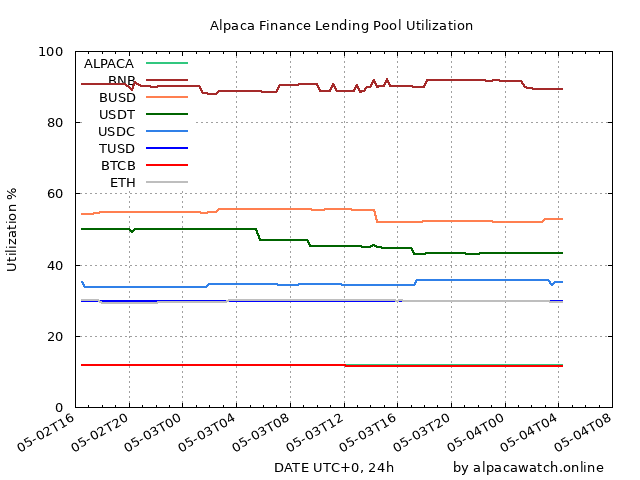 Alpaca Finance Lending Pool Utilization
Utilization %
100
80
60
40
20
0
ALPACA
BNB
BUSD
USDT
USDC
TUSD
BTCB
ETH
05-02T16
05-02T20
05-03T00
05-03T04
05-03T08
05-03T12
05-03T16
05-03T20
05-04T00
05-04T04
05-04T08
DATE UTC+0, 24h
by alpacawatch.online